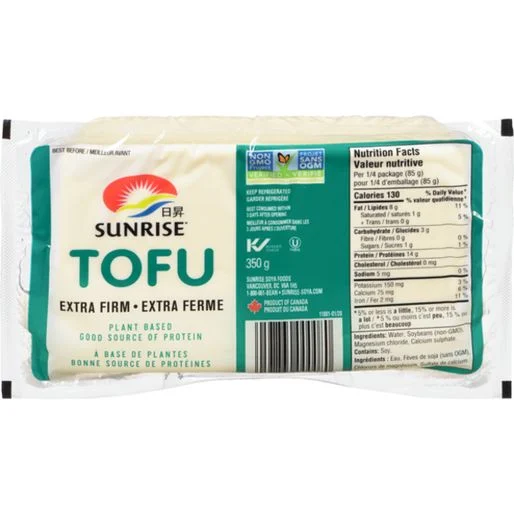 BEST BEFORE / MEILLEUR AVANT
日昇
SUNRISE
TOFU
EXTRA FIRM • EXTRA FERME
PLANT BASED
GOOD SOURCE OF PROTEIN
À BASE DE PLANTES
BONNE SOURCE DE PROTÉINES
NON GMO
VERIFIED
PROJET
SANS
OGM
VÉRIFIÉ
KEEP REFRIGERATED
GARDER RÉFRIGÉRÉ
BEST CONSUMED WITHIN
3 DAYS AFTER OPENING
MEILLEUR À CONSOMMER DANS LES
3 JOURS APRÈS L'OUVERTURE
350 g
SUNRISE SOYA FOODS
VANCOUVER, BC V6A
SUNRISE-SOYA.COM
PRODUCT OF CANADA
PRODUIT DU CANADA
Nutrition Facts
Valeur nutritive
Per 1/4 package (85 g)
pour 1/4 d'emballage (85 g)
Calories 130
% Daily Value*
% valeur quotidienne*
Fat / Lipides 8 g 11 %
Saturated / saturés 1 g
+ Trans / trans 0 g
5 %
Carbohydrate / Glucides 3 g
Fibre / Fibres 0 g 0 %
Sugars / Sucres 1 g 1 %
Protein / Protéines 14 g
Cholesterol / Cholestérol 0 mg
Sodium 5 mg 0 %
Potassium 150 mg
Calcium 75 mg 6 %
Iron / Fer 2 mg
*5% or less is a little, 15% or more is
a lot / *5 % ou moins c'est peu, 15 % ou
plus c'est beaucoup
Ingredients: Water, Soybeans (non-GMO),
Magnesium chloride, Calcium sulphate.
Contains: Soy.
Ingrédients : Eau, Fèves de soja (sans OGM),
Chlorure de magnésium, Sulfate de calcium